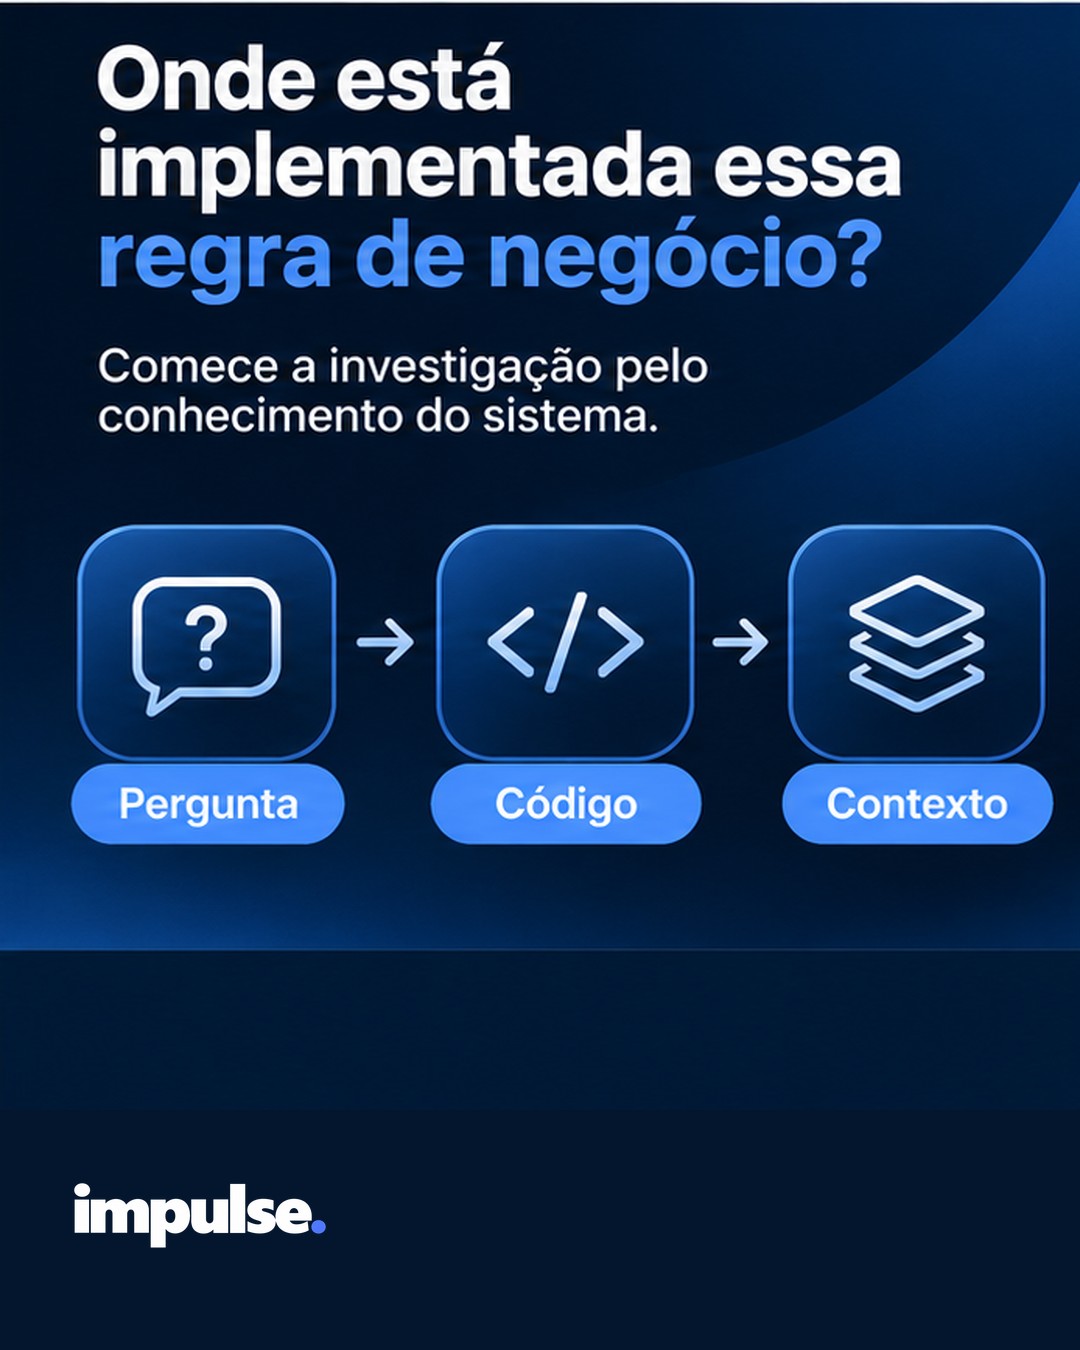 Onde está
implementada essa
regra de negócio?
Comece a investigação pelo
conhecimento do sistema.
?
</>
Pergunta
Código
Contexto
impulse.